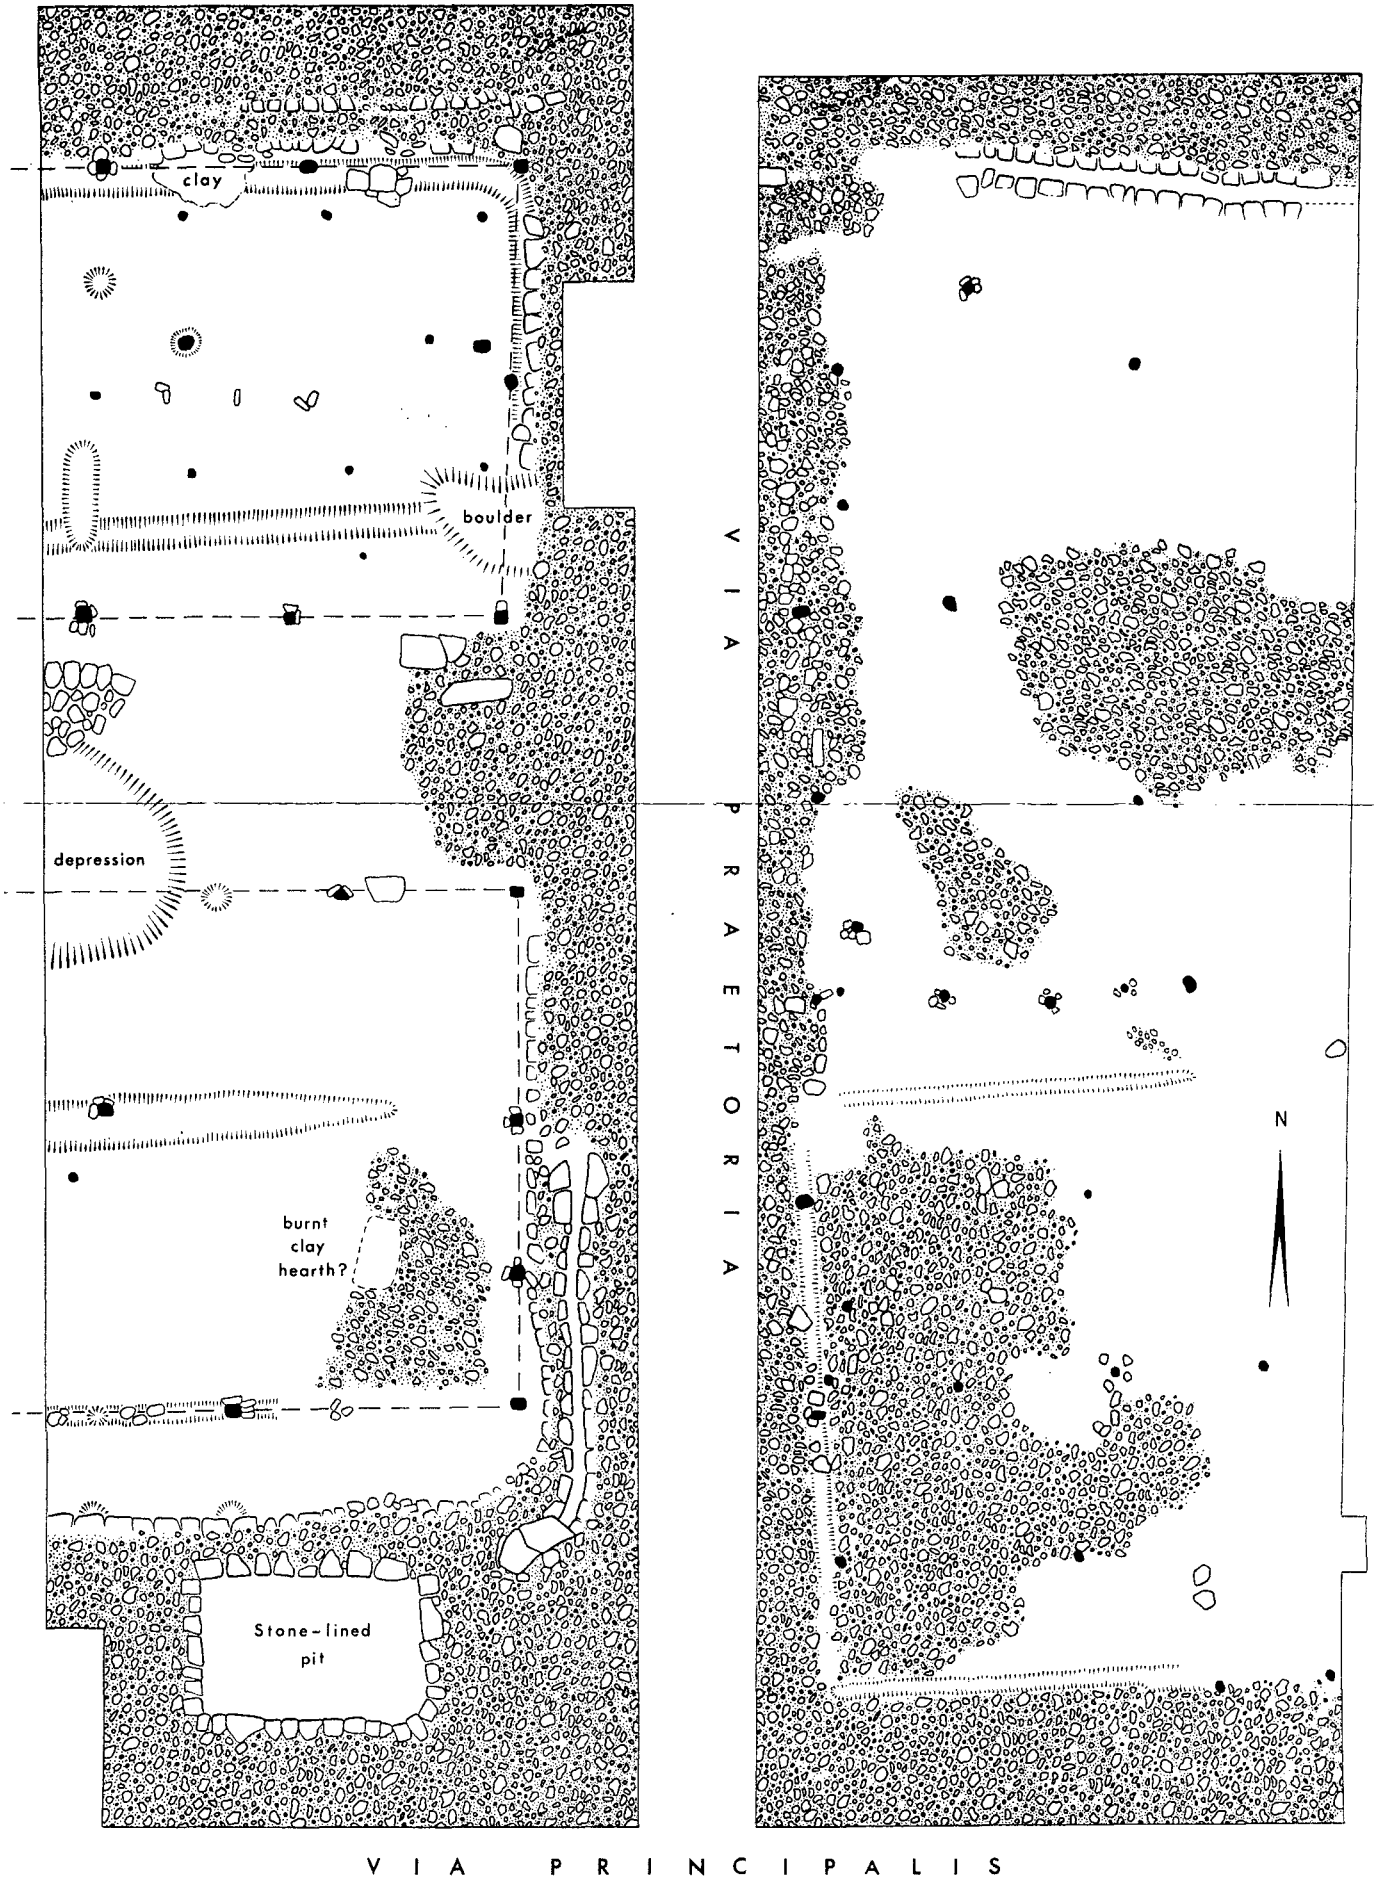 clay
boulder
depression
burnt
clay
hearth?
Stone-lined
pit
VIA PRAETORIA
N
VIA PRINCIPALIS